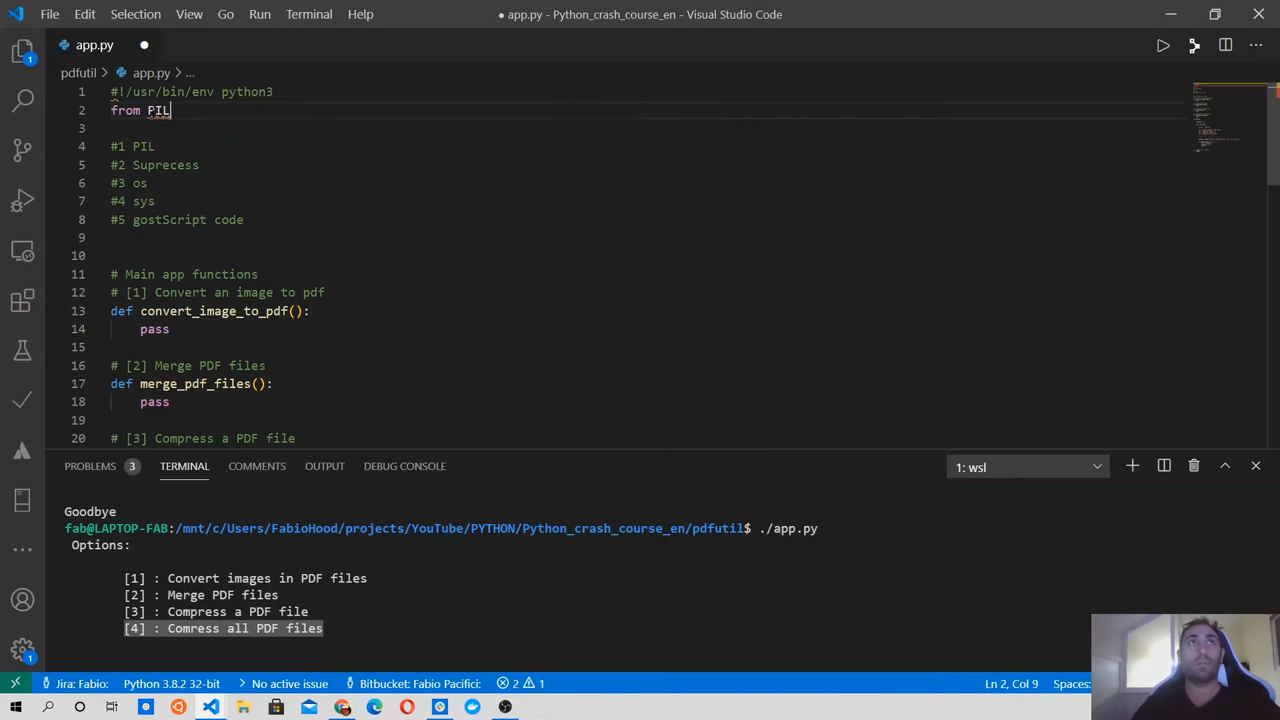 File Edit Selection View Go Run Terminal Help
● app.py - Python_crash_course_en - Visual Studio Code
app.py
pdfutil > app.py > ...
1 #!/usr/bin/env python3
2 from PIL
3
4 #1 PIL
5 #2 Suprecess
6 #3 os
7 #4 sys
8 #5 gostScript code
9
10
11 # Main app functions
12 # [1] Convert an image to pdf
13 def convert_image_to_pdf():
14 pass
15
16 # [2] Merge PDF files
17 def merge_pdf_files():
18 pass
19
20 # [3] Compress a PDF file
PROBLEMS 3 TERMINAL COMMENTS OUTPUT DEBUG CONSOLE 1: wsl
Goodbye
fab@LAPTOP-FAB:/mnt/c/Users/FabioHood/projects/YouTube/PYTHON/Python_crash_course_en/pdfutil$ ./app.py
Options:
[1] : Convert images in PDF files
[2] : Merge PDF files
[3] : Compress a PDF file
[4] : Comress all PDF files
1
1
Jira: Fabio: Python 3.8.2 32-bit > No active issue Bitbucket: Fabio Pacifici: 2 1 Ln 2, Col 9 Spaces: